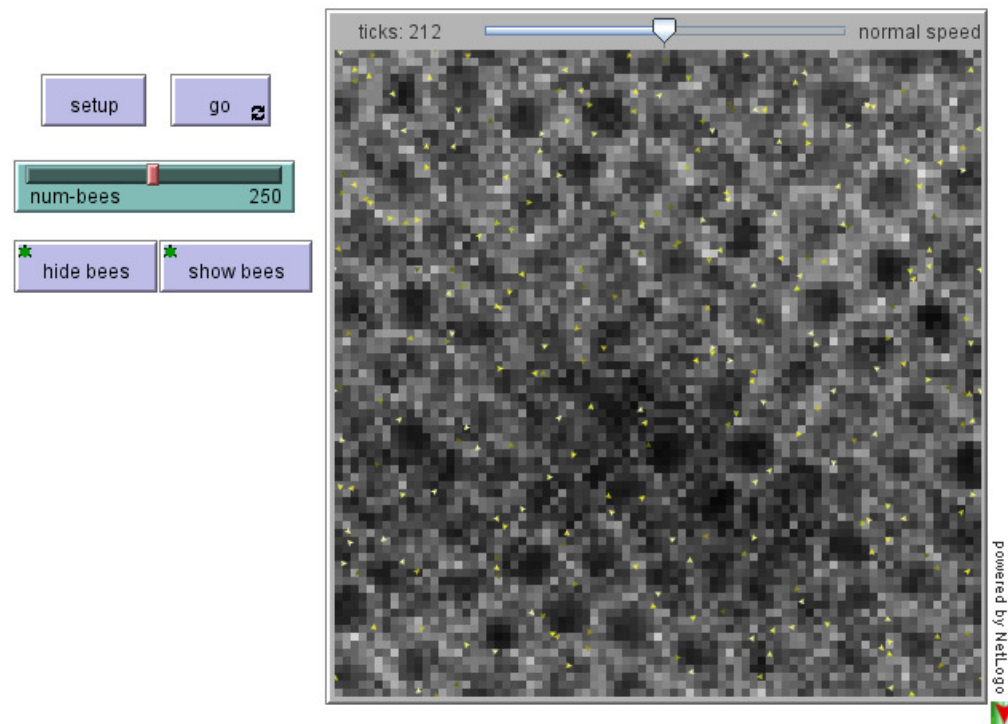 ticks: 212
normal speed
setup
go
num-bees
250
hide bees
show bees
powered by NetLogo